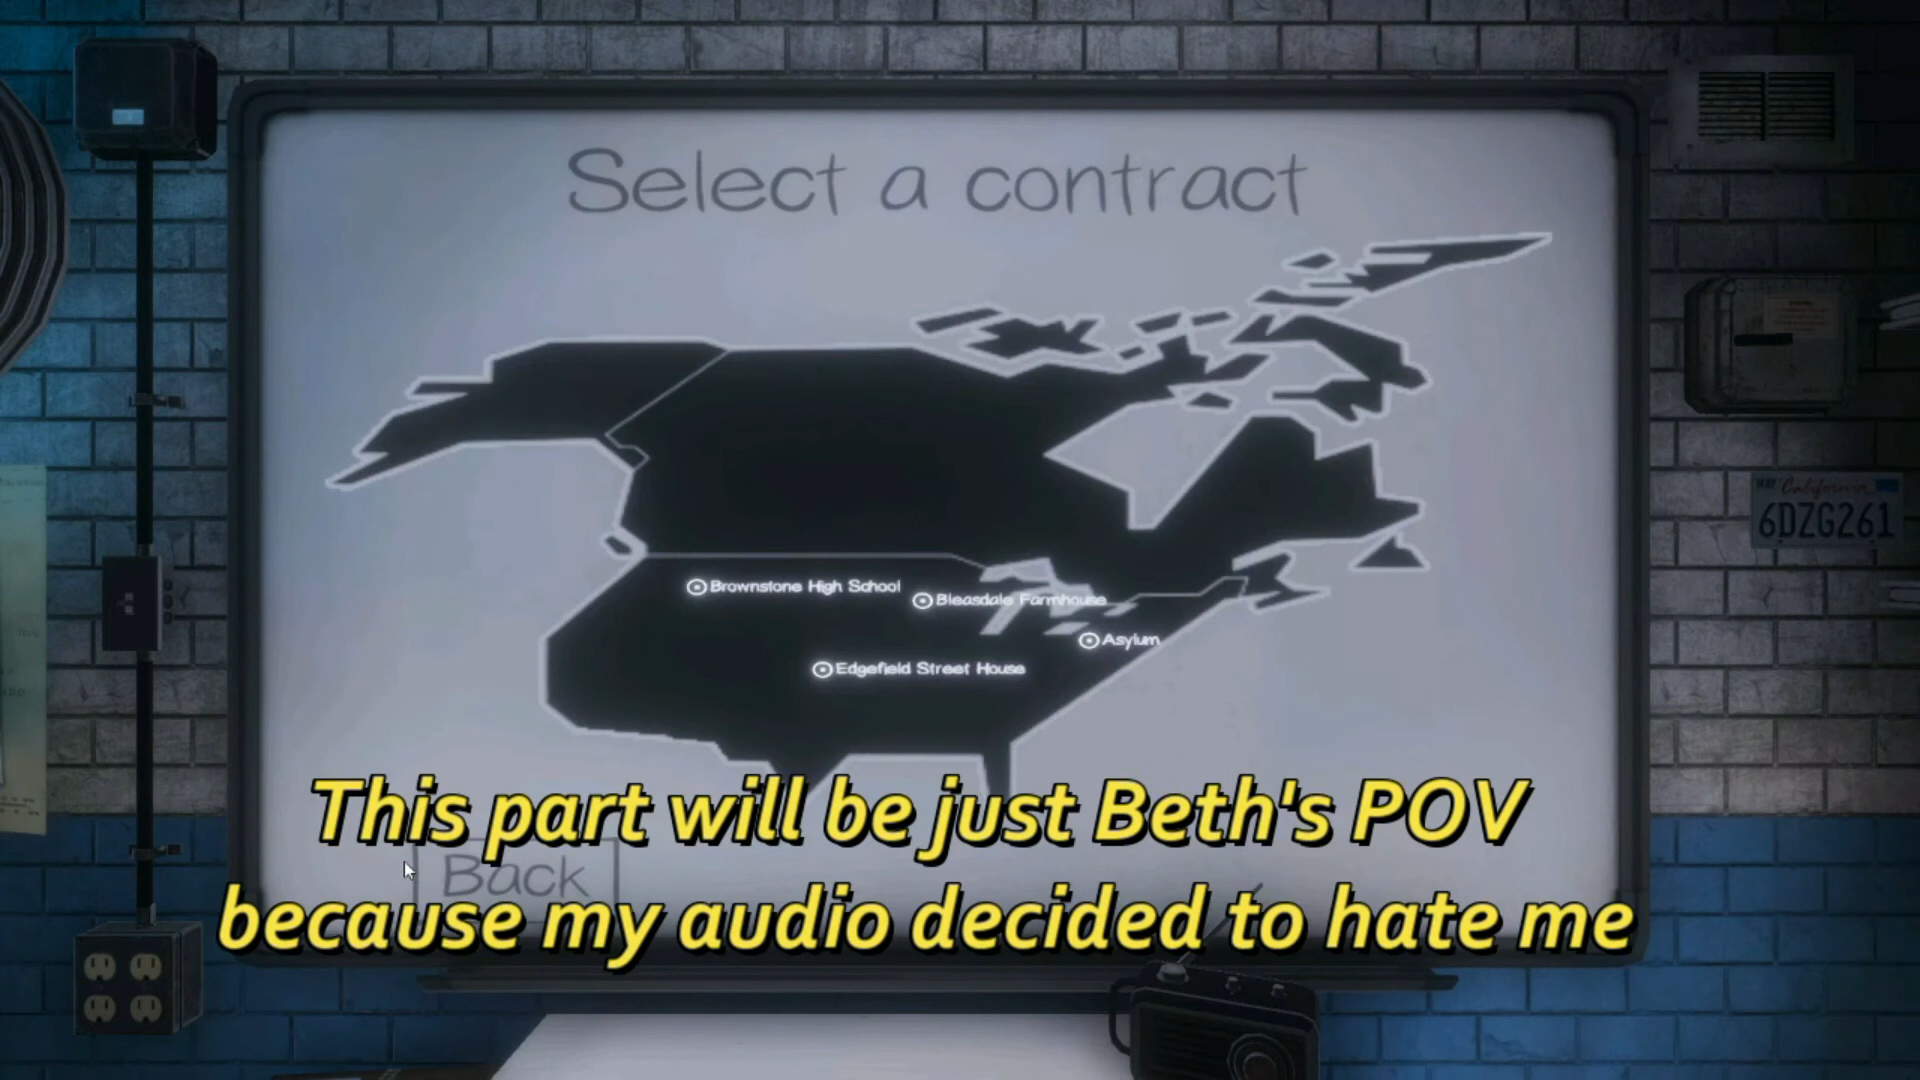 Select a contract
California
6DZG261
Brownstone High School
Bleasdale Farmhouse
Asylum
Edgefield Street House
This part will be just Beth's POV
Back
because my audio decided to hate me